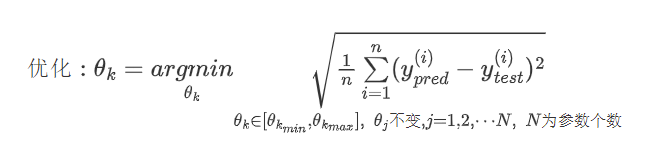 优化：θ_k = argmin_{θ_k} √(1/n ∑_{i=1}^{n} (y_{pred}^{(i)} − y_{test}^{(i)})^2)
θ_k∈[θ_{k_{min}},θ_{k_{max}}], θ_j不变,j=1,2,⋯N, N为参数个数